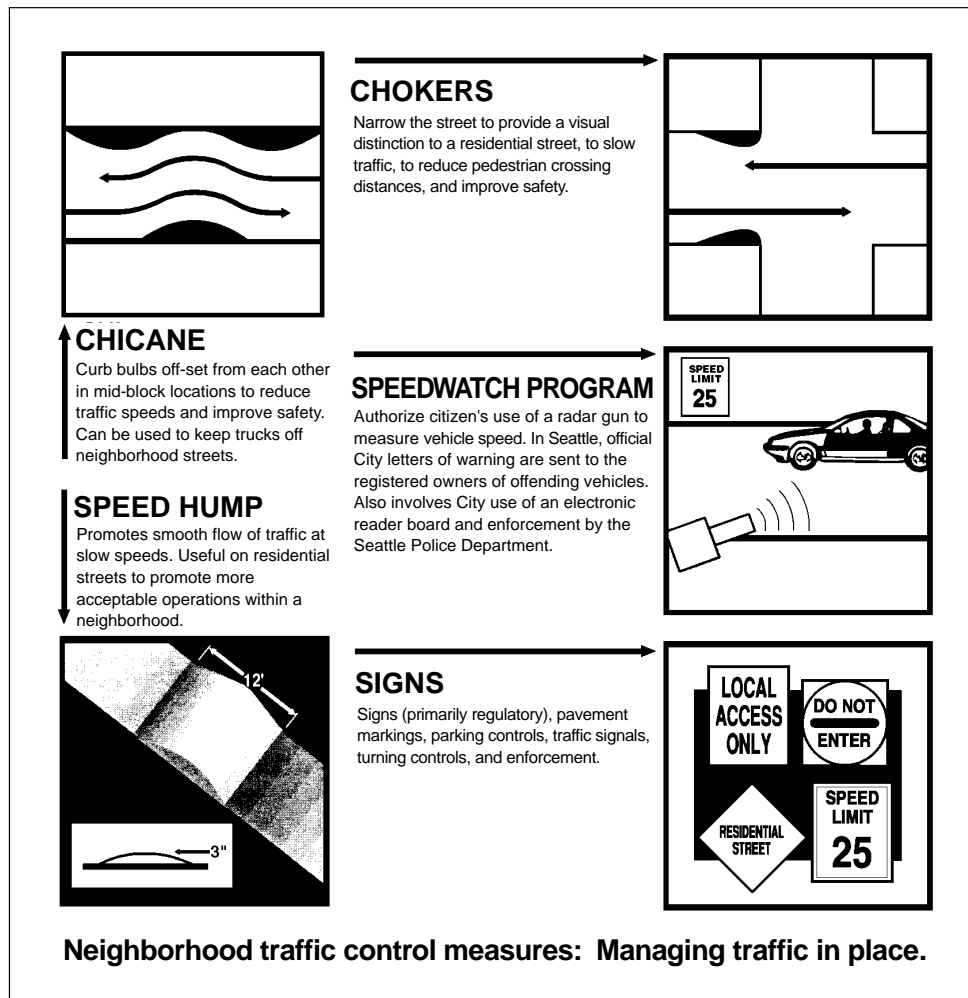 CHOKERS
Narrow the street to provide a visual
distinction to a residential street, to slow
traffic, to reduce pedestrian crossing
distances, and improve safety.
CHICANE
Curb bulbs off-set from each other
in mid-block locations to reduce
traffic speeds and improve safety.
Can be used to keep trucks off
neighborhood streets.
SPEEDWATCH PROGRAM
Authorize citizen's use of a radar gun to
measure vehicle speed. In Seattle, official
City letters of warning are sent to the
registered owners of offending vehicles.
Also involves City use of an electronic
reader board and enforcement by the
Seattle Police Department.
SPEED
LIMIT
25
SPEED HUMP
Promotes smooth flow of traffic at
slow speeds. Useful on residential
streets to promote more
acceptable operations within a
neighborhood.
12'
3"
SIGNS
Signs (primarily regulatory), pavement
markings, parking controls, traffic signals,
turning controls, and enforcement.
LOCAL
ACCESS
ONLY
DO NOT
ENTER
RESIDENTIAL
STREET
SPEED
LIMIT
25
Neighborhood traffic control measures:  Managing traffic in place.